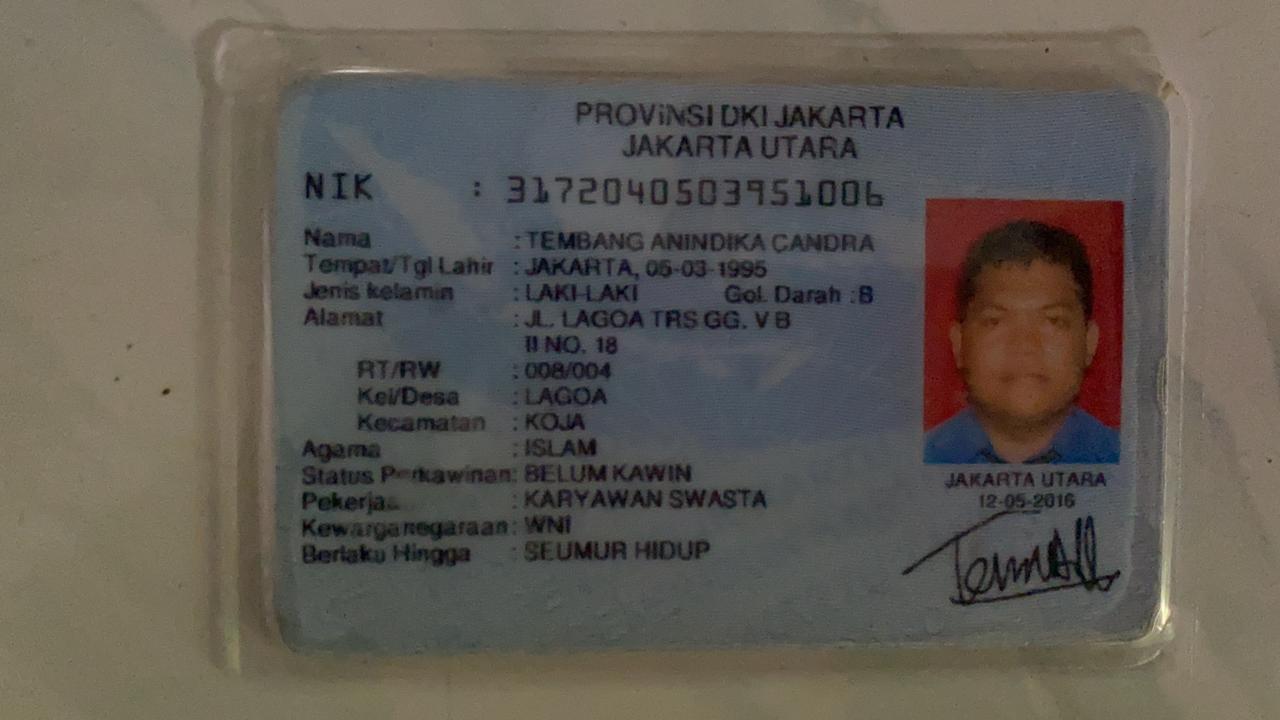 PROVINSI DKI JAKARTA
JAKARTA UTARA
NIK : 3172040503951006
Nama : TEMBANG ANINDIKA CANDRA
Tempat/Tgl Lahir : JAKARTA, 05-03-1995
Jenis kelamin : LAKI-LAKI Gol. Darah : B
Alamat : JL. LAGOA TRS GG. V B
II NO. 18
RT/RW : 008/004
Kel/Desa : LAGOA
Kecamatan : KOJA
Agama : ISLAM
Status Perkawinan: BELUM KAWIN
: KARYAWAN SWASTA
Kewarganegaraan: WNI
Berlaku Hingga : SEUMUR HIDUP
JAKARTA UTARA
12-05-2016